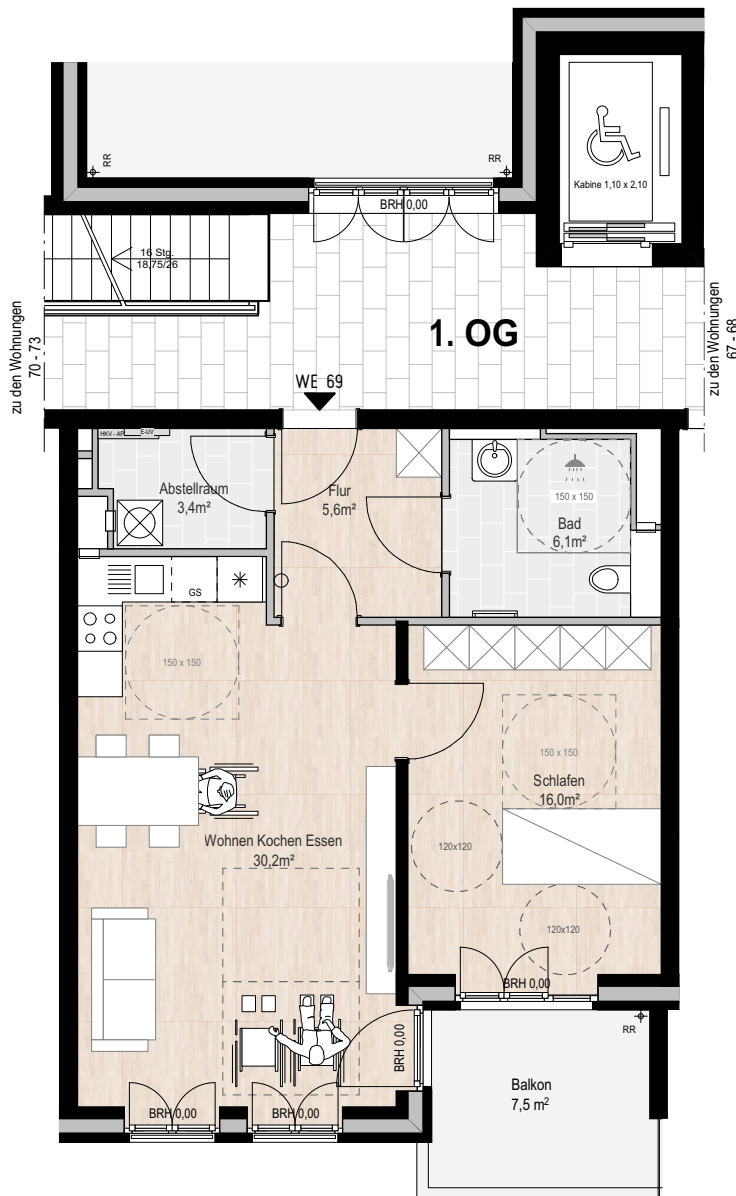 RR
RR
Kabine 1,10 x 2,10
BRH 0,00
16 Stg.
18,75/26
zu den Wohnungen
70 - 73
1. OG
zu den Wohnungen
67 - 68
WE 69
HKV - AP
E-UV
Abstellraum
3,4m²
Flur
5,6m²
150 x 150
Bad
6,1m²
GS
150 x 150
150 x 150
Schlafen
16,0m²
Wohnen Kochen Essen
30,2m²
120x120
120x120
BRH 0,00
RR
BRH 0,00
Balkon
7,5 m²
BRH 0,00
BRH 0,00